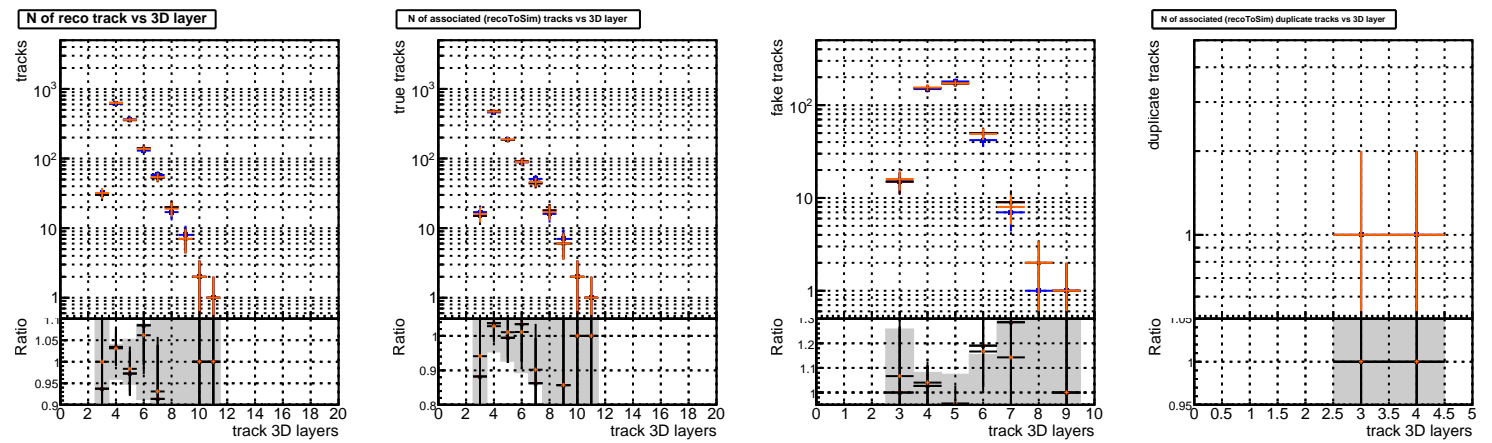 N of reco track vs 3D layer
tracks
10³
10²
10
1
Ratio
1.1
1.05
1
0.95
0.9
0 2 4 6 8 10 12 14 16 18 20
track 3D layers
N of associated (recoToSim) tracks vs 3D layer
true tracks
10³
10²
10
1
Ratio
1
0.9
0.8
0 2 4 6 8 10 12 14 16 18 20
track 3D layers
fake tracks
10²
10
1
Ratio
1.3
1.2
1.1
1
0 1 2 3 4 5 6 7 8 9 10
track 3D layers
N of associated (recoToSim) duplicate tracks vs 3D layer
duplicate tracks
1
Ratio
1.05
1
0.95
0 0.5 1 1.5 2 2.5 3 3.5 4 4.5 5
track 3D layers